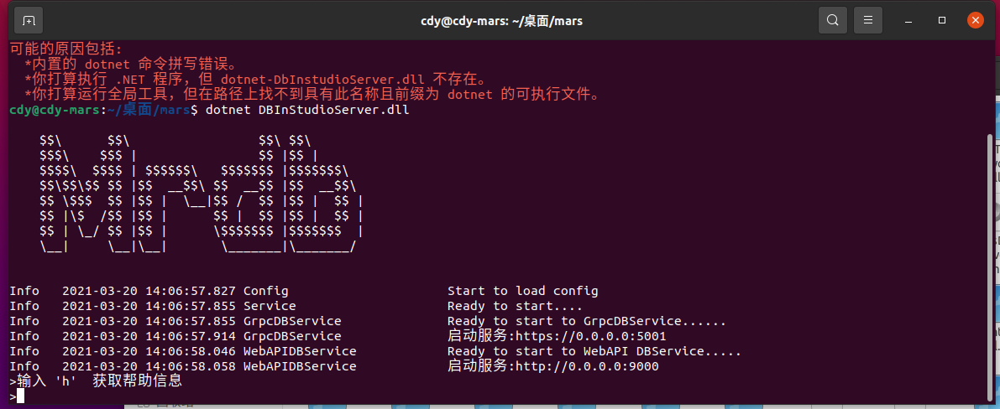 cdy@cdy-mars: ~/桌面/mars
可能的原因包括:
  *内置的 dotnet 命令拼写错误。
  *你打算执行 .NET 程序，但 dotnet-DbInstudioServer.dll 不存在。
  *你打算运行全局工具，但在路径上找不到具有此名称且前缀为 dotnet 的可执行文件。
cdy@cdy-mars:~/桌面/mars$ dotnet DBInStudioServer.dll
    $$\      $$\                 $$\ $$\
    $$$\    $$$ |                $$ |$$ |
    $$$$\  $$$$ | $$$$$$\   $$$$$$$ |$$$$$$$\
    $$\$$\$$ $$ |$$  __$$\ $$  __$$ |$$  __$$\
    $$ \$$$  $$ |$$ |  \__|$$ /  $$ |$$ |  $$ |
    $$ |\$  /$$ |$$ |      $$ |  $$ |$$ |  $$ |
    $$ | \_/ $$ |$$ |      \$$$$$$$ |$$$$$$$  |
    \__|     \__|\__|       \_______|\_______/
Info   2021-03-20 14:06:57.827 Config                     Start to load config
Info   2021-03-20 14:06:57.855 Service                    Ready to start....
Info   2021-03-20 14:06:57.855 GrpcDBService              Ready to start to GrpcDBService......
Info   2021-03-20 14:06:57.914 GrpcDBService              启动服务:https://0.0.0.0:5001
Info   2021-03-20 14:06:58.046 WebAPIDBService            Ready to start to WebAPI DBService.....
Info   2021-03-20 14:06:58.058 WebAPIDBService            启动服务:http://0.0.0.0:9000
>输入 'h'  获取帮助信息
>